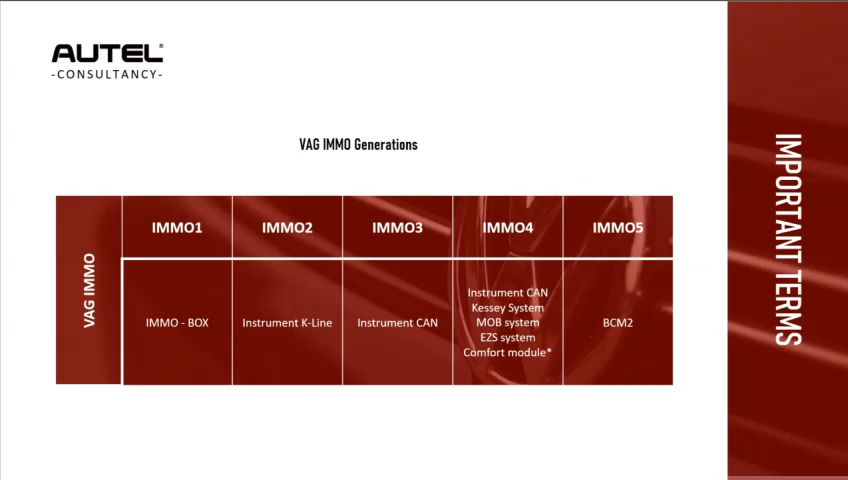 AUTEL®
-CONSULTANCY-
VAG IMMO Generations
VAG IMMO
IMMO1
IMMO2
IMMO3
IMMO4
IMMO5
IMMO - BOX
Instrument K-Line
Instrument CAN
Instrument CAN
Kessey System
MOB system
EZS system
Comfort module*
BCM2
IMPORTANT TERMS